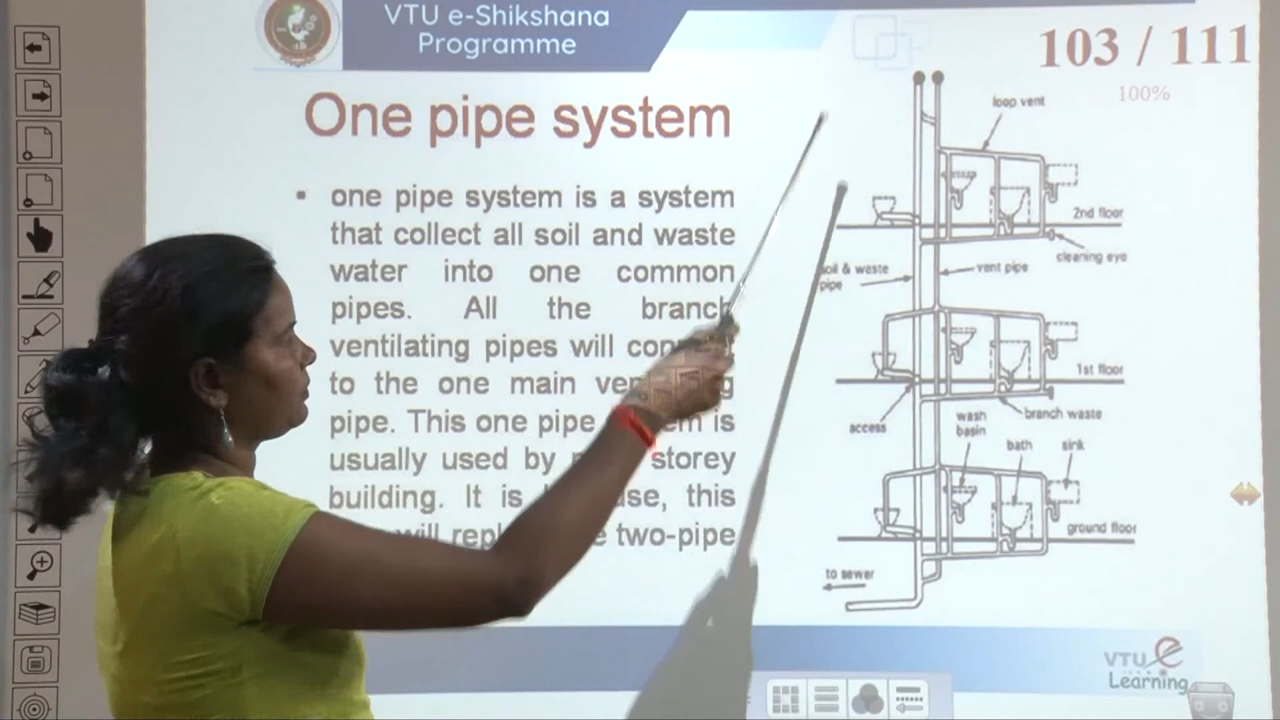 VTU e-Shikshana
Programme
103 / 111
100%
One pipe system
▪ one pipe system is a system
that collect all soil and waste
water into one common
pipes. All the branch
ventilating pipes will
to the one main
pipe. This one pipe is
usually used by storey
building. It is this
will two-pipe
loop vent
2nd floor
cleaning eye
soil & waste
pipe
vent pipe
1st floor
access
wash
basin
branch waste
bath
sink
ground floor
to sewer
VTU e
Learning